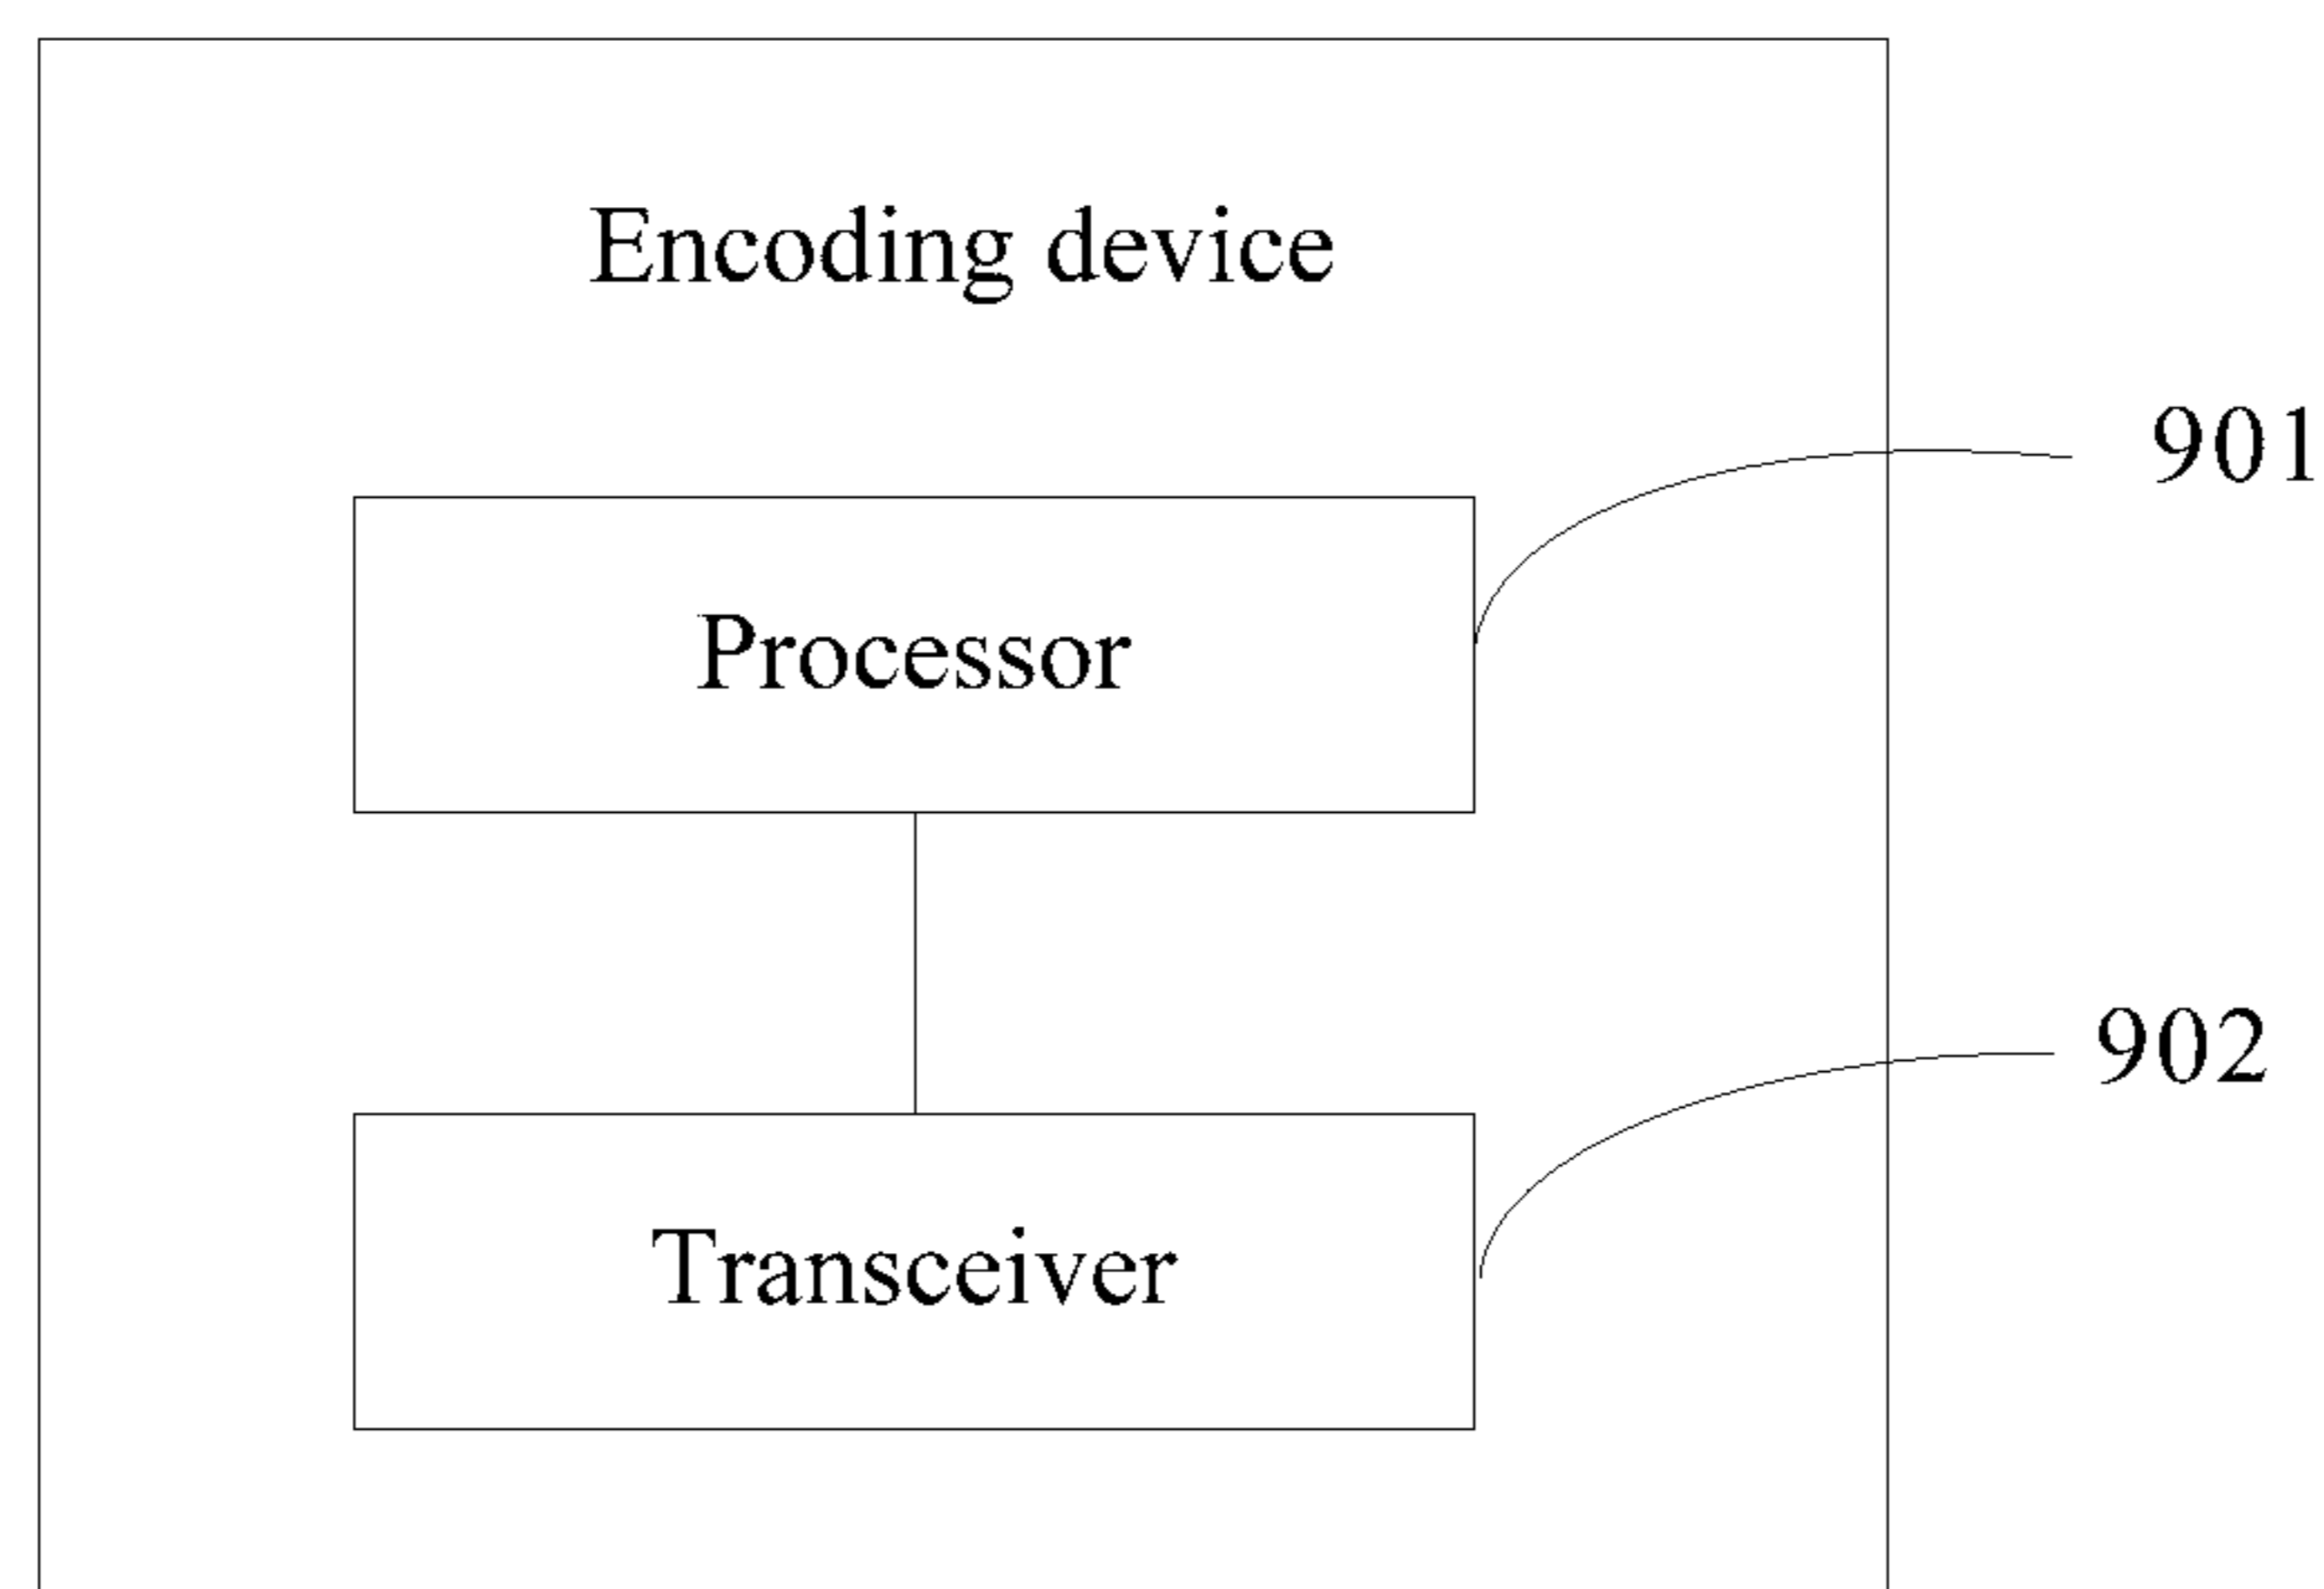 Encoding device
901
Processor
902
Transceiver